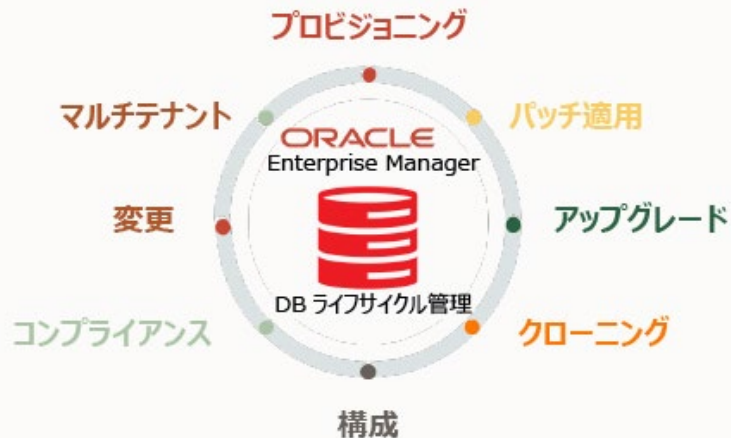 プロビジョニング
マルチテナント
パッチ適用
ORACLE
Enterprise Manager
変更
アップグレード
DB ライフサイクル管理
コンプライアンス
クローニング
構成